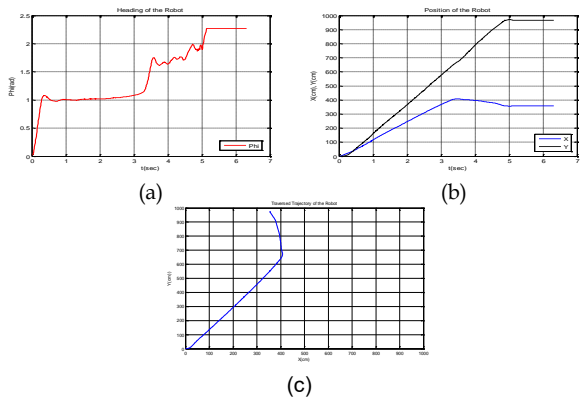 Heading of the Robot
Phi(rad)
2.5
2
1.5
1
0.5
0
0 1 2 3 4 5 6 7
t(sec)
Phi
(a)
Position of the Robot
X(cm),Y(cm)
1000
900
800
700
600
500
400
300
200
100
0
0 1 2 3 4 5 6 7
t(sec)
X
Y
(b)
Traversed Trajectory of the Robot
Y(cm)
1000
900
800
700
600
500
400
300
200
100
0
0 100 200 300 400 500 600 700 800 900 1000
X(cm)
(c)